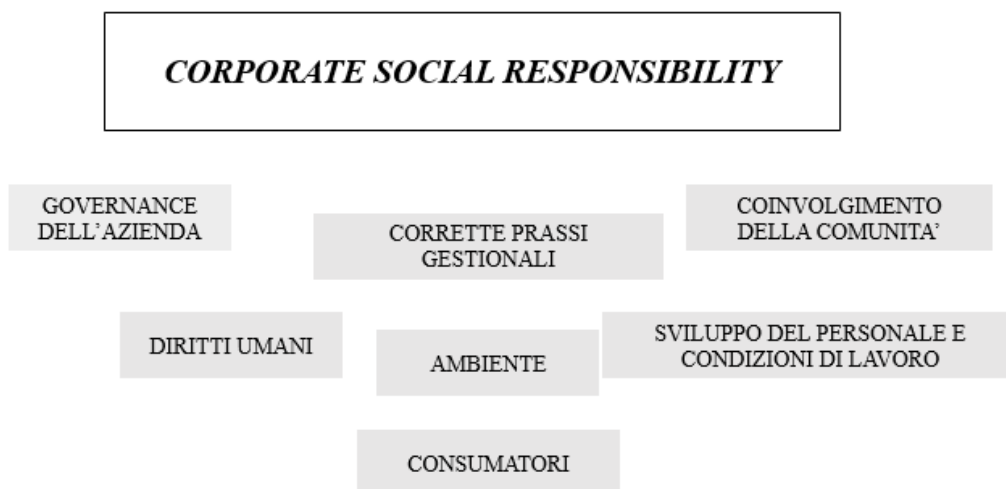 CORPORATE SOCIAL RESPONSIBILITY
GOVERNANCE
DELL’AZIENDA
CORRETTE PRASSI
GESTIONALI
COINVOLGIMENTO
DELLA COMUNITA’
DIRITTI UMANI
AMBIENTE
SVILUPPO DEL PERSONALE E
CONDIZIONI DI LAVORO
CONSUMATORI